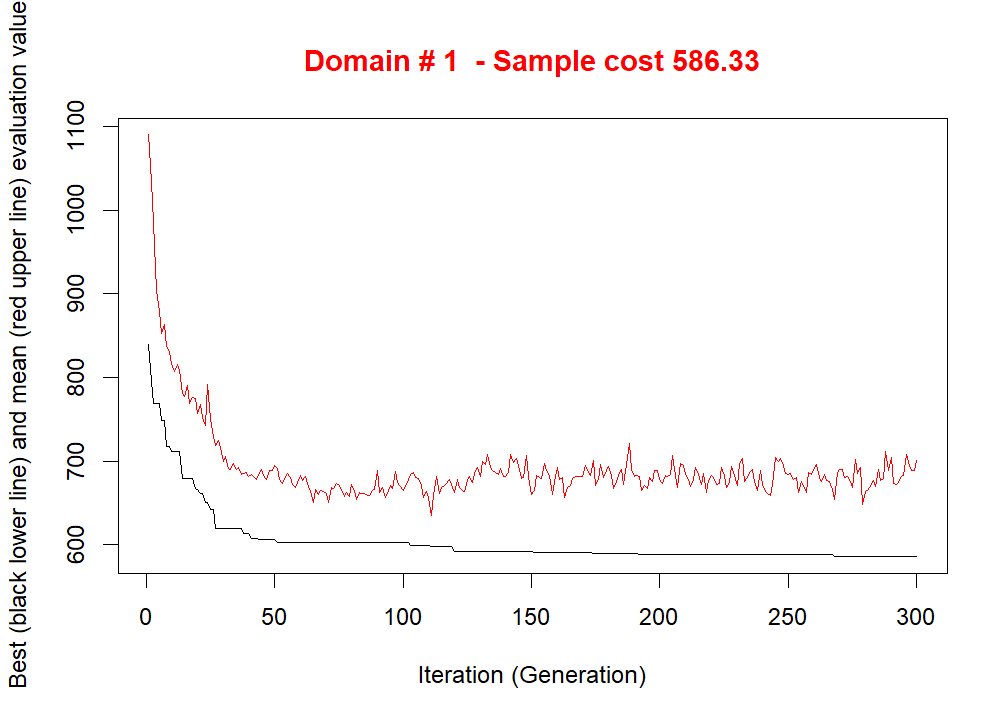 Domain # 1  - Sample cost 586.33
Best (black lower line) and mean (red upper line) evaluation value
1100
1000
900
800
700
600
0 50 100 150 200 250 300
Iteration (Generation)